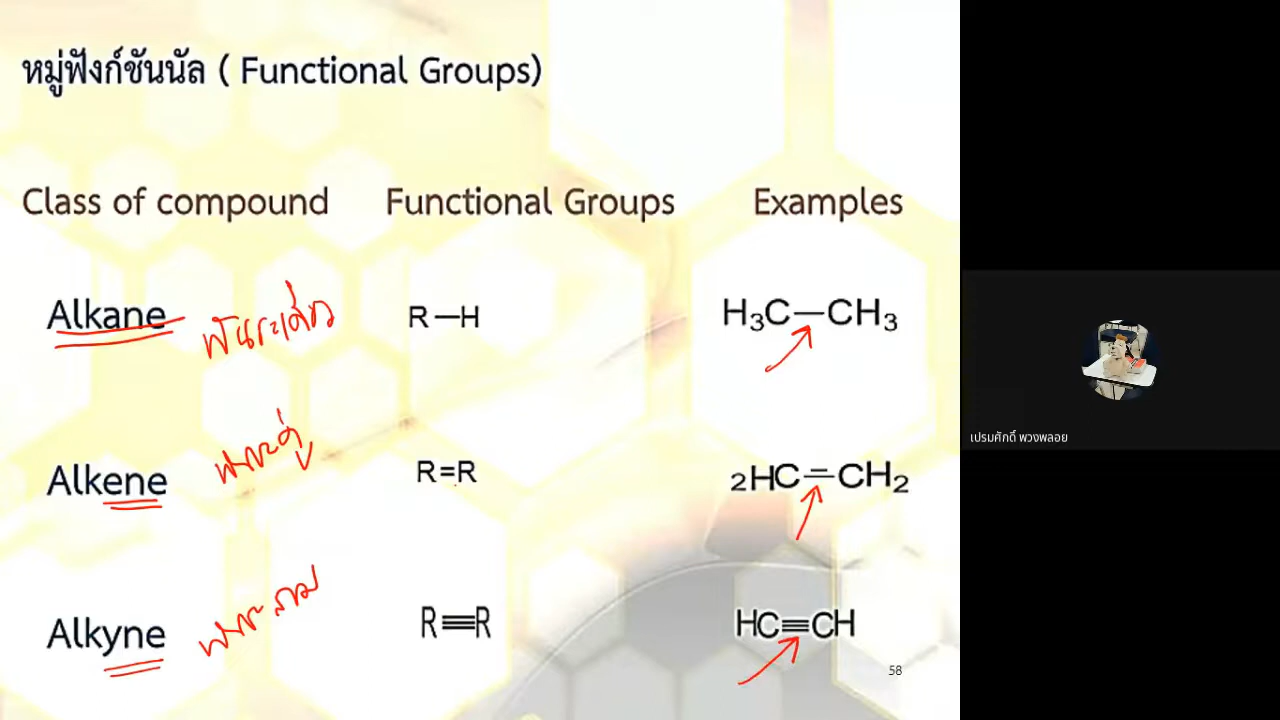 หมู่ฟังก์ชันนัล ( Functional Groups)
Class of compound Functional Groups Examples
Alkane พันธะเดี่ยว R—H H₃C—CH₃
Alkene พันธะคู่ R=R ₂HC=CH₂
Alkyne พันธะสาม R≡R HC≡CH
58
เปรมศักดิ์ พวงพลอย